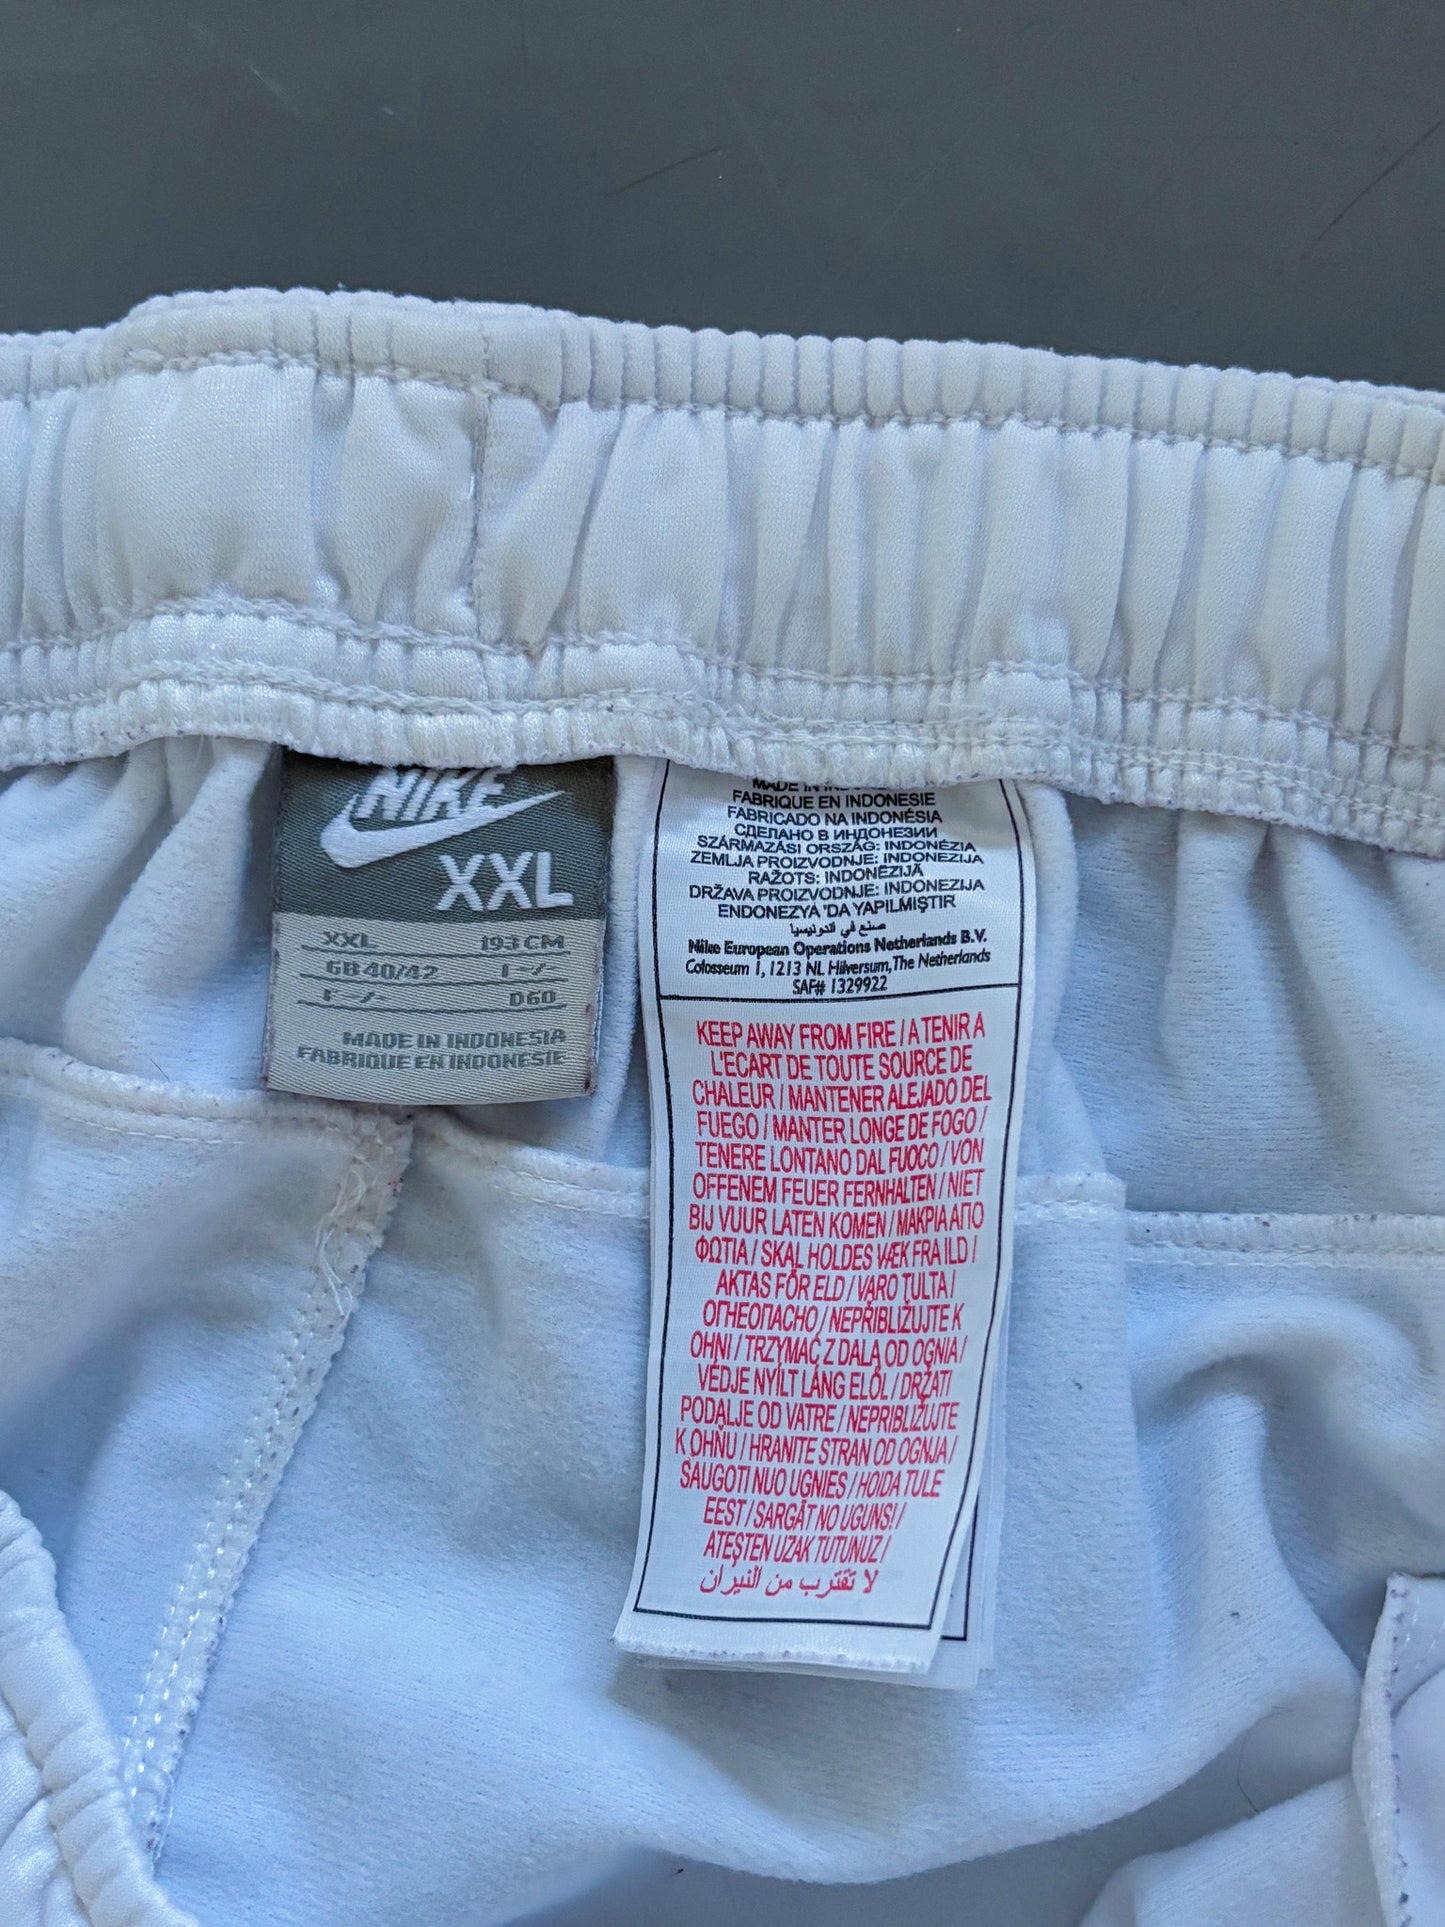 NIKE
XXL
XXL 193 CM
GB 40/42 I -/-
F -/ D60
MADE IN INDONESIA
FABRIQUE EN INDONESIE
MADE IN
FABRIQUE EN INDONESIE
FABRICADO NA INDONÉSIA
СДЕЛАНО В ИНДОНЕЗИИ
SZÁRMAZÁSI ORSZÁG: INDONÉZIA
ZEMLJA PROIZVODNJE: INDONEZIJA
RAŽOTS: INDONĒZIJĀ
DRŽAVA PROIZVODNJE: INDONEZIJA
ENDONEZYA 'DA YAPILMIŞTIR
صنع في اندونيسيا
Nike European Operations Netherlands B.V.
Colosseum 1, 1213 NL Hilversum, The Netherlands
SAF# 1329922
KEEP AWAY FROM FIRE / A TENIR A
L'ECART DE TOUTE SOURCE DE
CHALEUR / MANTENER ALEJADO DEL
FUEGO / MANTER LONGE DE FOGO /
TENERE LONTANO DAL FUOCO / VON
OFFENEM FEUER FERNHALTEN / NIET
BIJ VUUR LATEN KOMEN / ΜΑΚΡΙΑ ΑΠΟ
ΦΩΤΙΑ / SKAL HOLDES VÆK FRA ILD /
AKTAS FÖR ELD / VARO TULTA /
ОГНЕОПАСНО / NEPRIBLIŽUJTE K
OHNI / TRZYMAĆ Z DALA OD OGNIA /
VÉDJE NYÍLT LÁNG ELŐL / DRŽATI
PODALJE OD VATRE / NEPRIBLIŽUJTE
K OHŇU / HRANITE STRAN OD OGNJA /
SAUGOTI NUO UGNIES / HOIDA TULE
EEST / SARGĀT NO UGUNS! /
ATEŞTEN UZAK TUTUNUZ /
لا تقترب من النيران